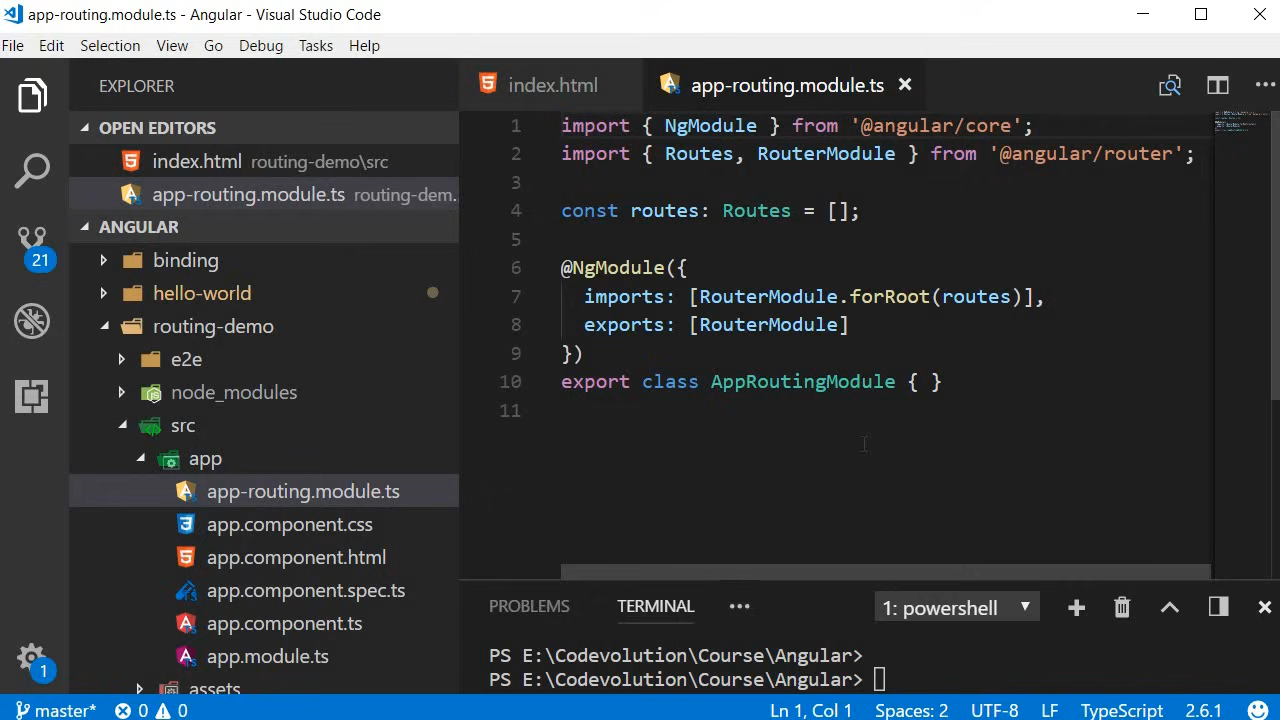 app-routing.module.ts - Angular - Visual Studio Code
File Edit Selection View Go Debug Tasks Help
EXPLORER
index.html app-routing.module.ts
OPEN EDITORS
index.html routing-demo\src
app-routing.module.ts routing-dem...
ANGULAR
binding
hello-world
routing-demo
e2e
node_modules
src
app
app-routing.module.ts
app.component.css
app.component.html
app.component.spec.ts
app.component.ts
app.module.ts
assets
21
1
1 import { NgModule } from '@angular/core';
2 import { Routes, RouterModule } from '@angular/router';
3
4 const routes: Routes = [];
5
6 @NgModule({
7 imports: [RouterModule.forRoot(routes)],
8 exports: [RouterModule]
9 })
10 export class AppRoutingModule { }
11
PROBLEMS TERMINAL ••• 1: powershell
PS E:\Codevolution\Course\Angular>
PS E:\Codevolution\Course\Angular>
master* 0 0 Ln 1, Col 1 Spaces: 2 UTF-8 LF TypeScript 2.6.1